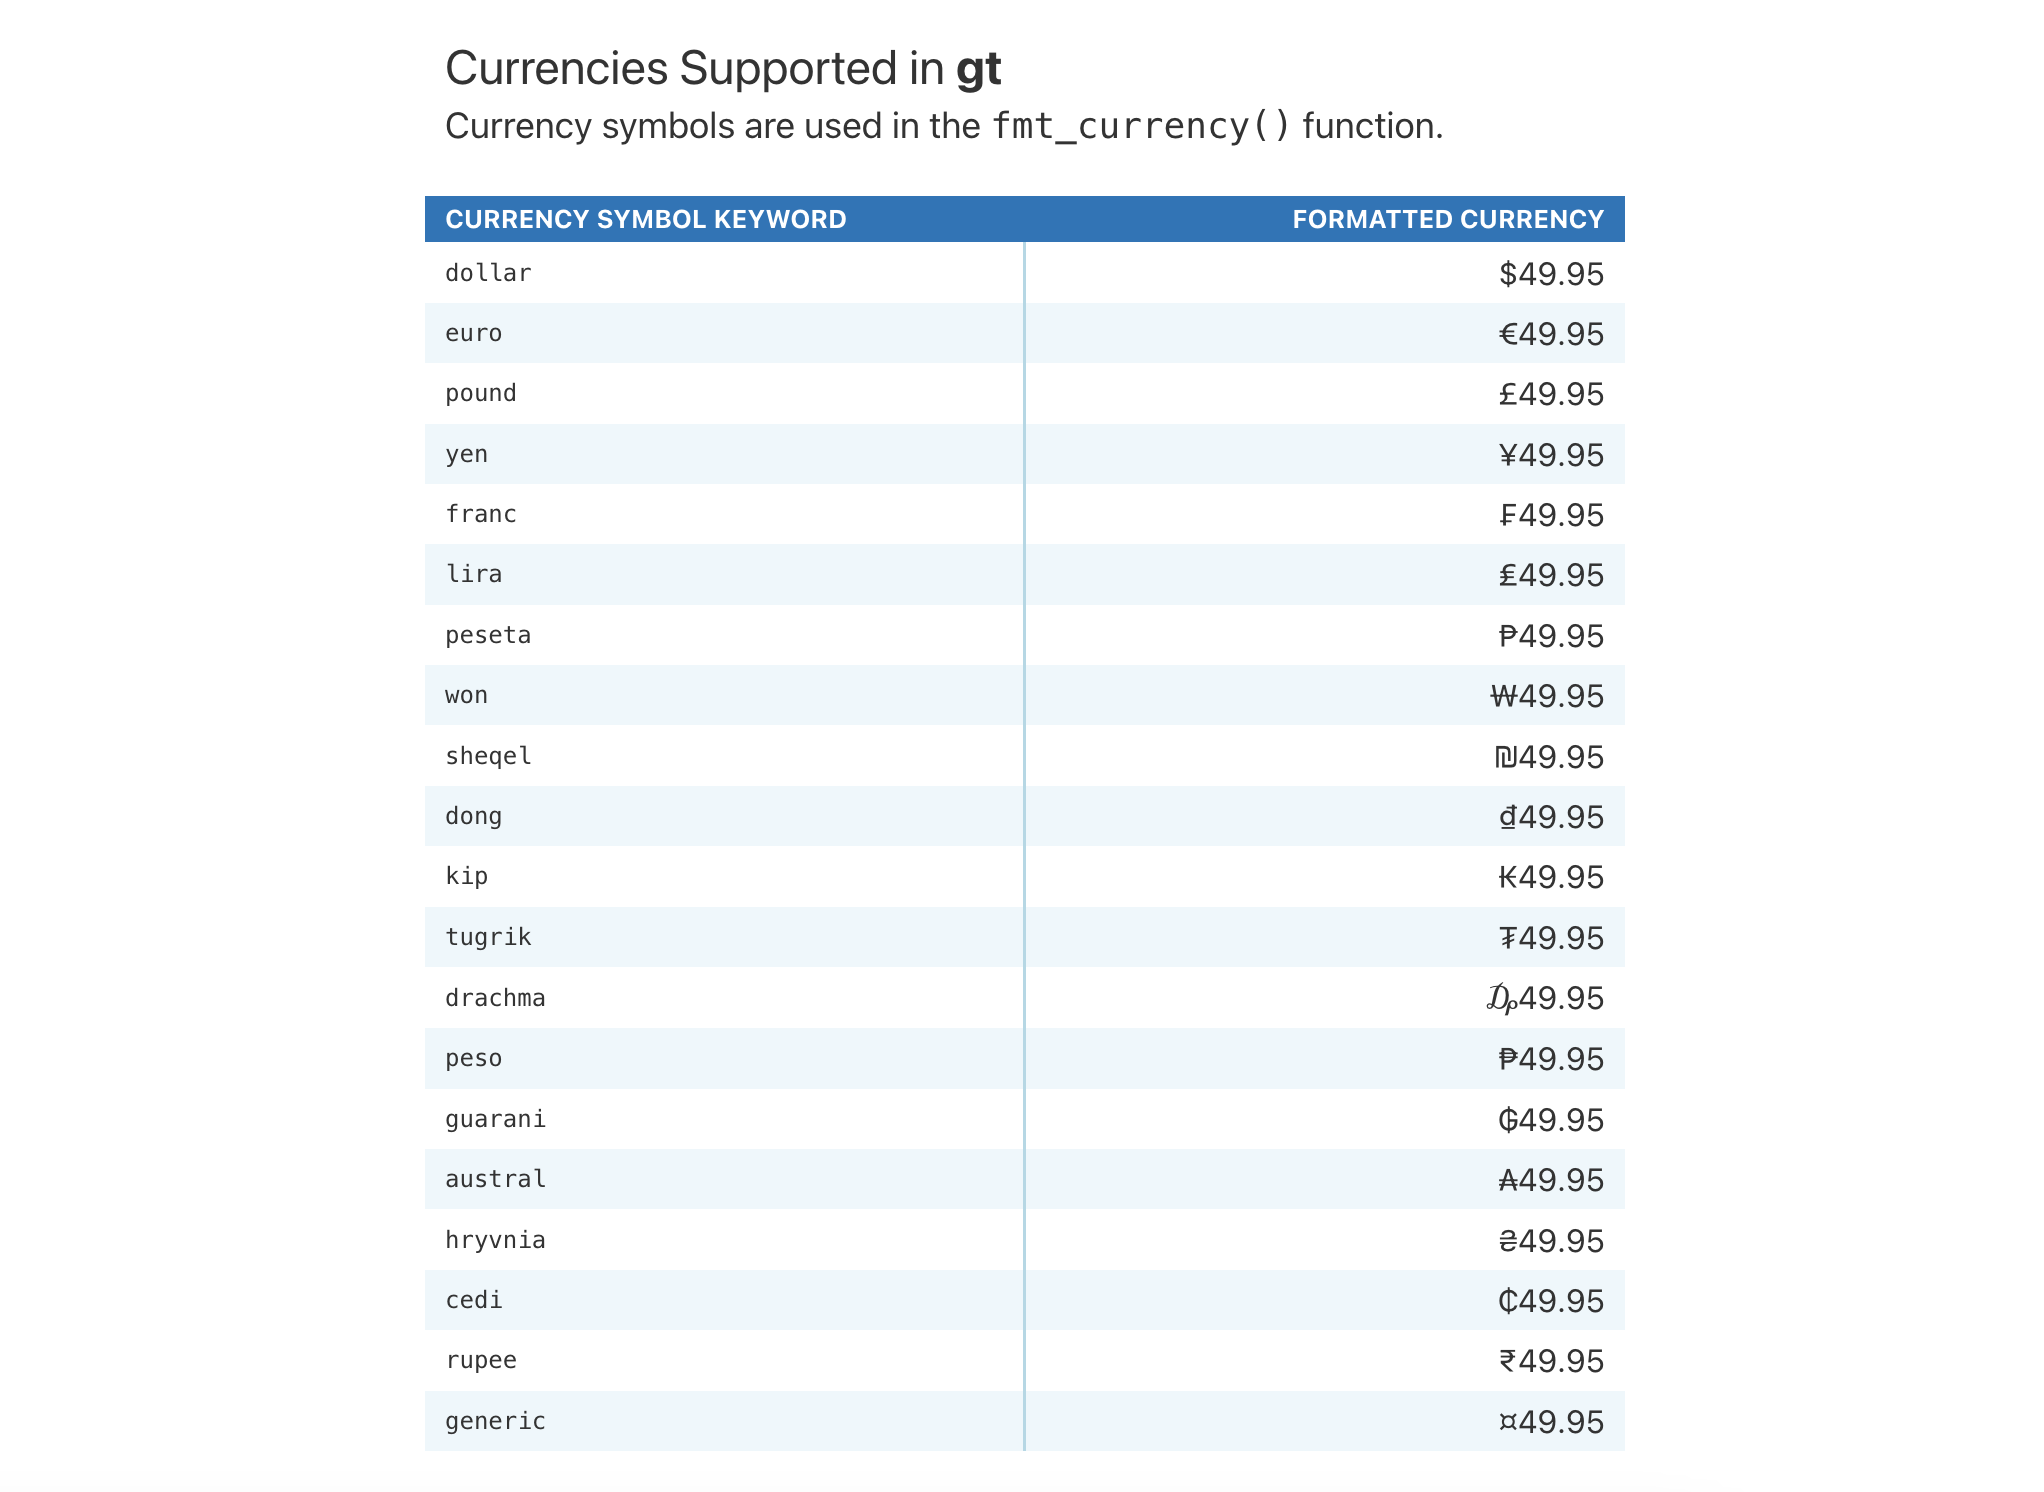 Currencies Supported in gt
Currency symbols are used in the fmt_currency() function.
CURRENCY SYMBOL KEYWORD FORMATTED CURRENCY
dollar $49.95
euro €49.95
pound £49.95
yen ¥49.95
franc ₣49.95
lira ₤49.95
peseta ₧49.95
won ₩49.95
sheqel ₪49.95
dong ₫49.95
kip ₭49.95
tugrik ₮49.95
drachma ₯49.95
peso ₱49.95
guarani ₲49.95
austral ₳49.95
hryvnia ₴49.95
cedi ₵49.95
rupee ₹49.95
generic ¤49.95